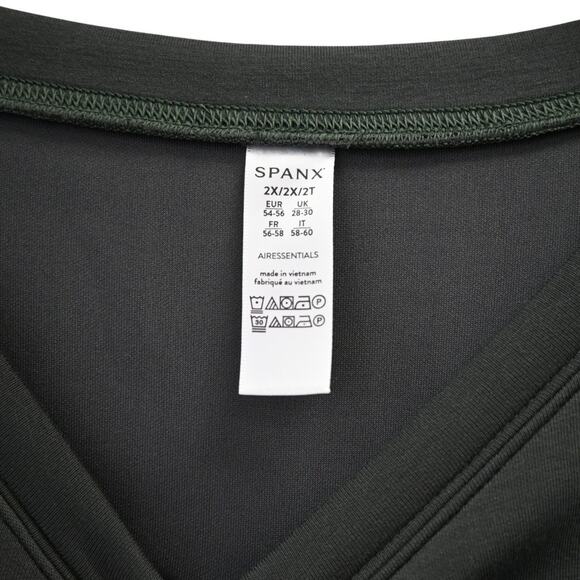 SPANX
2X/2X/2T
EUR UK
54-56 28-30
FR IT
56-58 58-60
AIRESSENTIALS
made in vietnam
fabriqué au vietnam
P
30 P